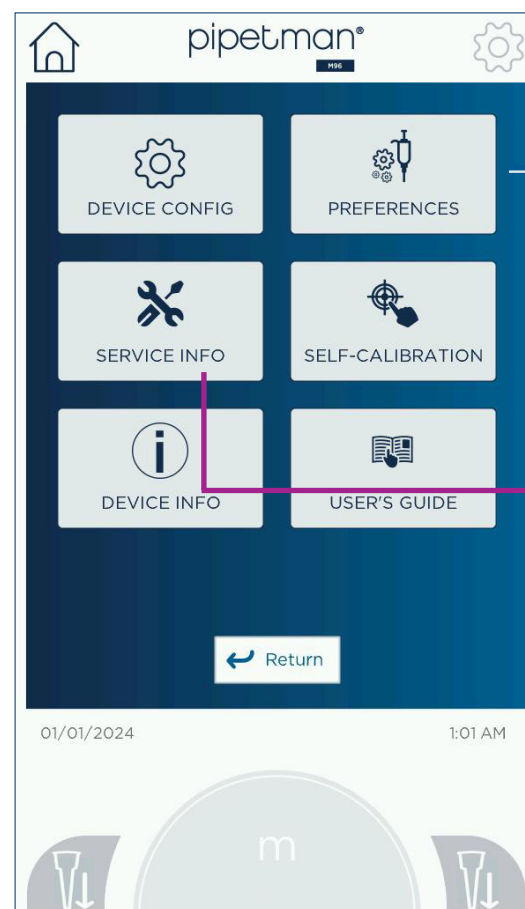 pipetman®
M96
DEVICE CONFIG
PREFERENCES
SERVICE INFO
SELF-CALIBRATION
DEVICE INFO
USER'S GUIDE
Return
01/01/2024
1:01 AM
m